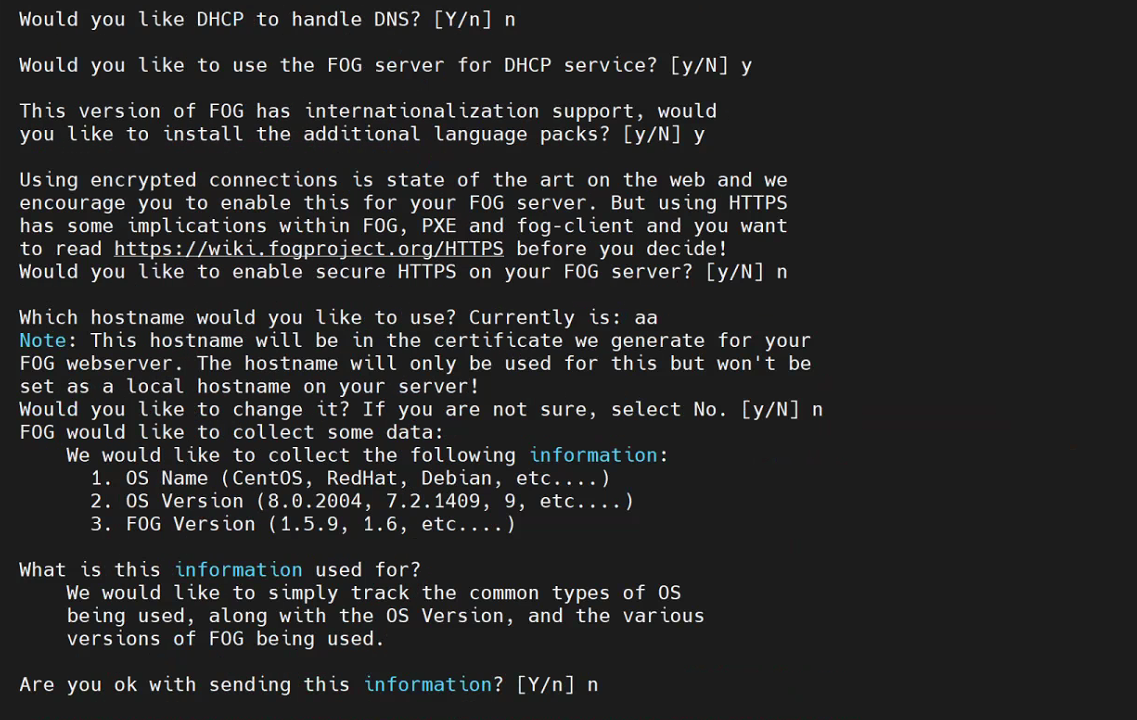 Would you like DHCP to handle DNS? [Y/n] n
Would you like to use the FOG server for DHCP service? [y/N] y
This version of FOG has internationalization support, would
you like to install the additional language packs? [y/N] y
Using encrypted connections is state of the art on the web and we
encourage you to enable this for your FOG server. But using HTTPS
has some implications within FOG, PXE and fog-client and you want
to read https://wiki.fogproject.org/HTTPS before you decide!
Would you like to enable secure HTTPS on your FOG server? [y/N] n
Which hostname would you like to use? Currently is: aa
Note: This hostname will be in the certificate we generate for your
FOG webserver. The hostname will only be used for this but won't be
set as a local hostname on your server!
Would you like to change it? If you are not sure, select No. [y/N] n
FOG would like to collect some data:
We would like to collect the following information:
1. OS Name (CentOS, RedHat, Debian, etc....)
2. OS Version (8.0.2004, 7.2.1409, 9, etc....)
3. FOG Version (1.5.9, 1.6, etc....)
What is this information used for?
We would like to simply track the common types of OS
being used, along with the OS Version, and the various
versions of FOG being used.
Are you ok with sending this information? [Y/n] n